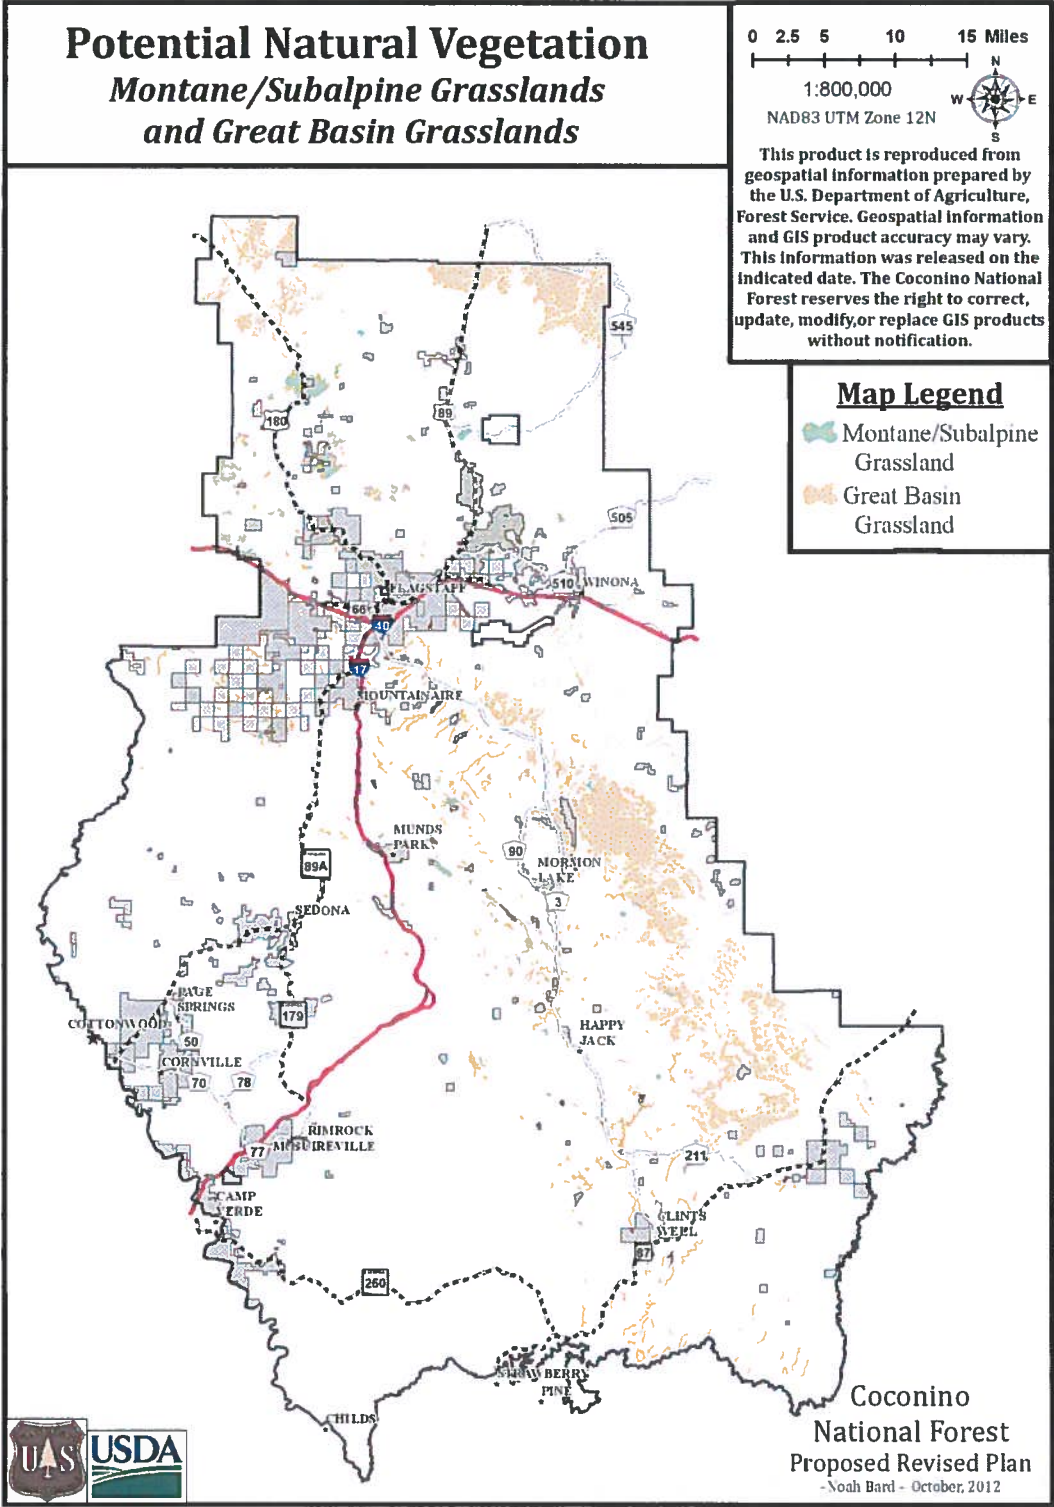 Potential Natural Vegetation
Montane/Subalpine Grasslands
and Great Basin Grasslands
0 2.5 5 10 15 Miles
1:800,000
NAD83 UTM Zone 12N
N
W E
S
This product is reproduced from
geospatial information prepared by
the U.S. Department of Agriculture,
Forest Service. Geospatial information
and GIS product accuracy may vary.
This information was released on the
indicated date. The Coconino National
Forest reserves the right to correct,
update, modify,or replace GIS products
without notification.
Map Legend
Montane/Subalpine
Grassland
Great Basin
Grassland
545
89
180
505
510 WINONA
FLAGSTAFF
66
40
17
MOUNTAINAIRE
MUNDS
PARK
90
MORMON
LAKE
89A
3
SEDONA
PAGE
SPRINGS
179
COTTONWOOD
50
HAPPY
JACK
CORNVILLE
70 78
RIMROCK
MCGUIREVILLE
77
211
CAMP
VERDE
CLINTS
WELL
87
260
STRAWBERRY
PINE
CHILDS
Coconino
National Forest
Proposed Revised Plan
-Noah Bard - October, 2012
U S
USDA